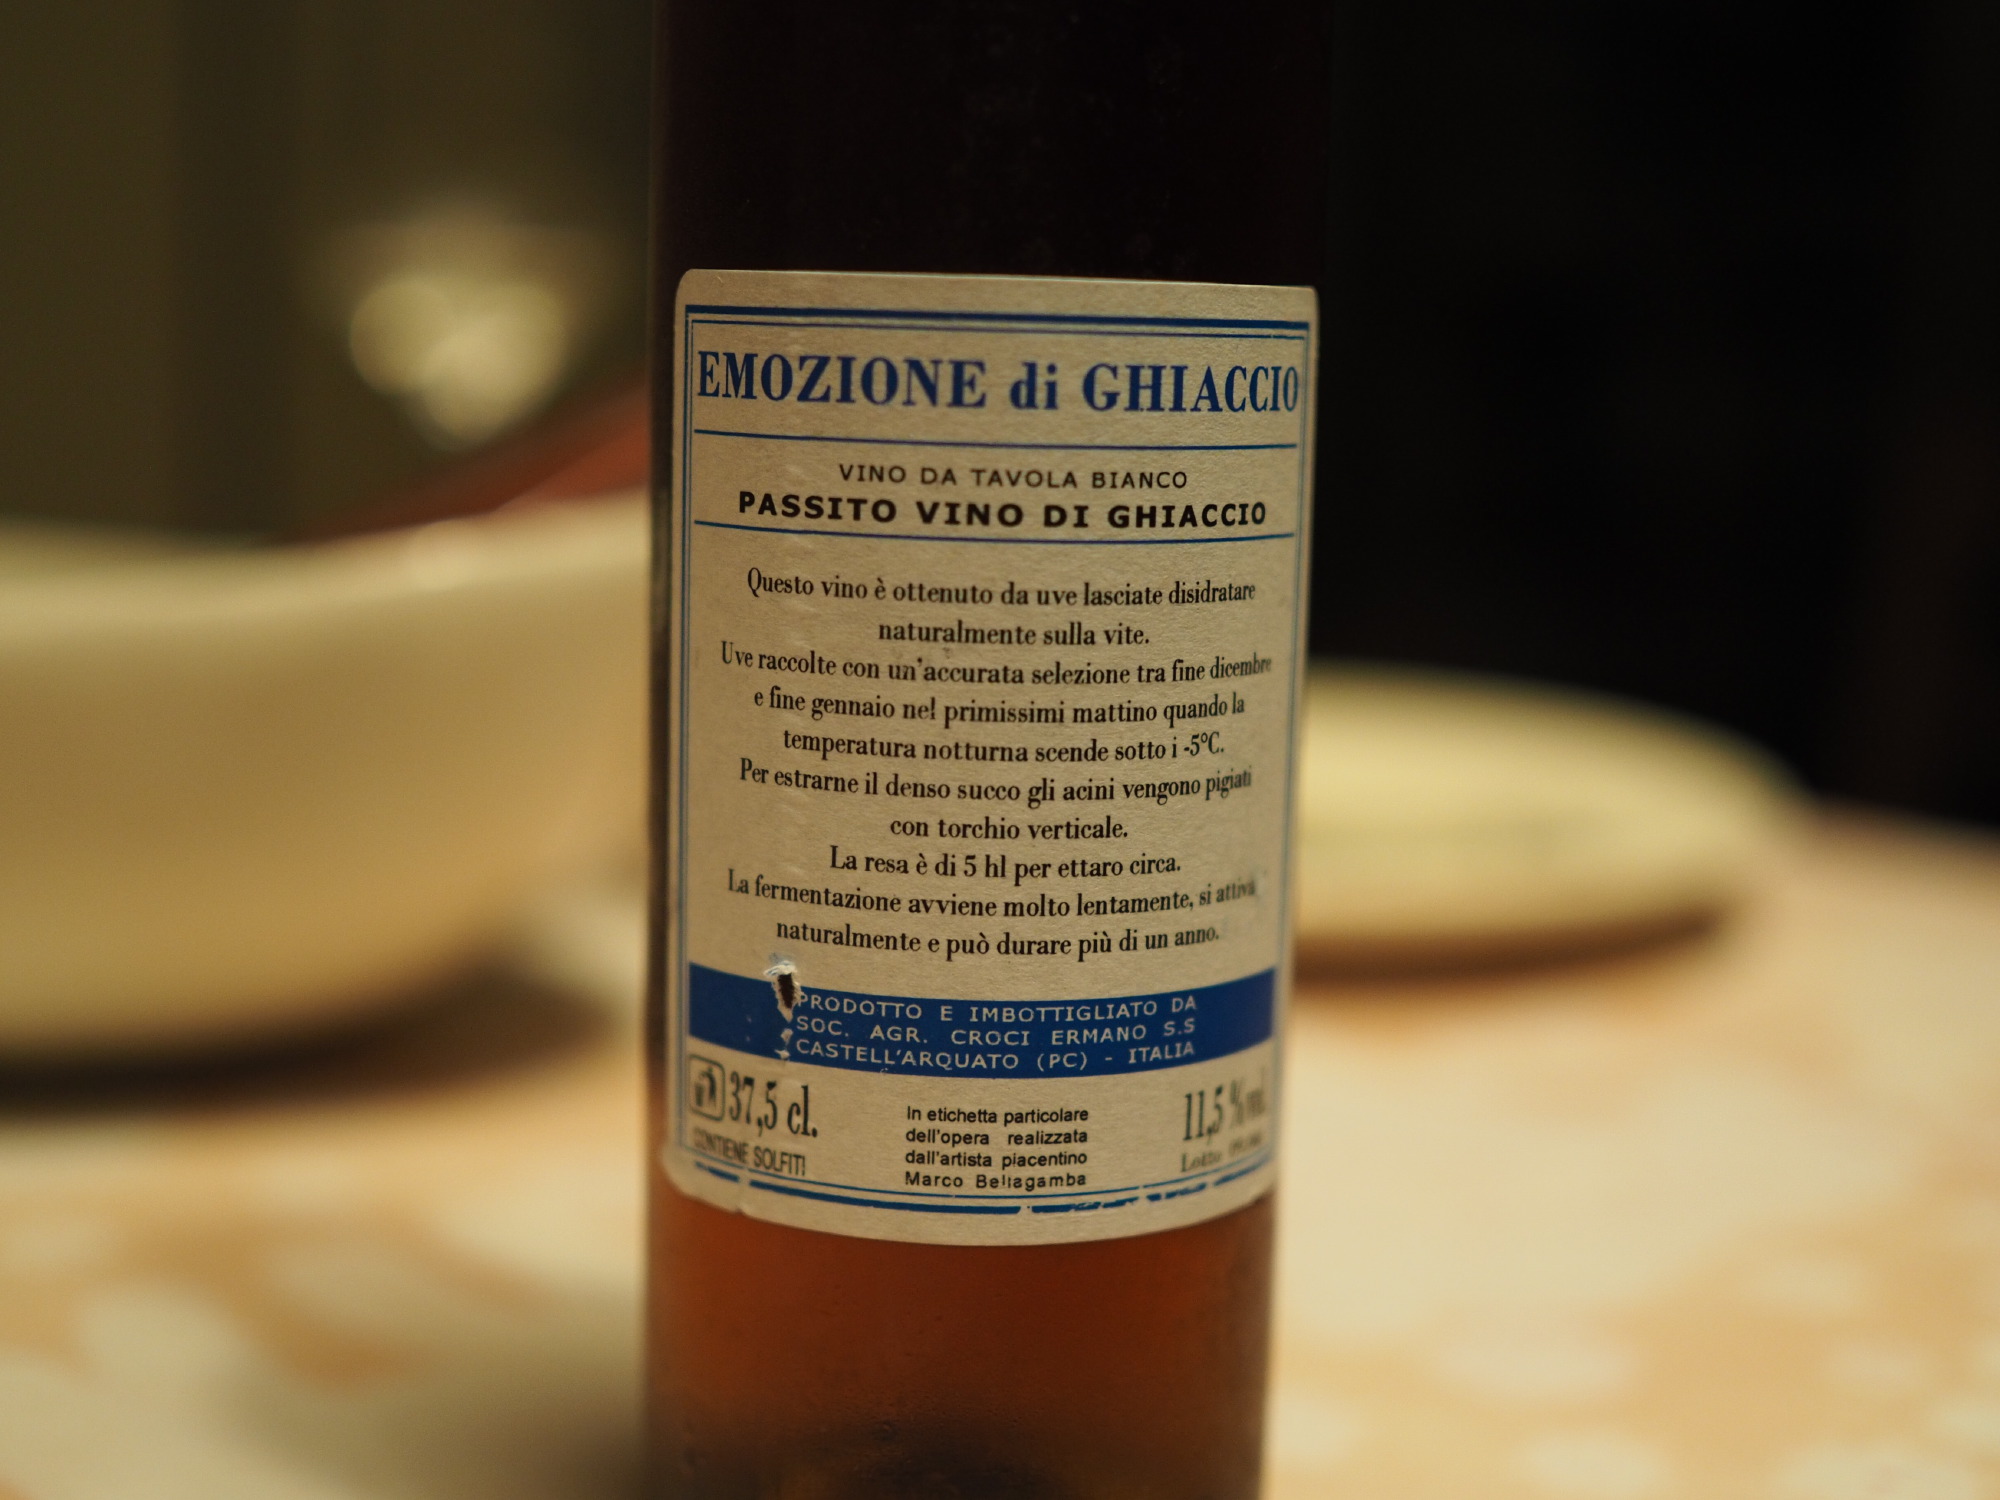 EMOZIONE di GHIACCIO
VINO DA TAVOLA BIANCO
PASSITO VINO DI GHIACCIO
Questo vino è ottenuto da uve lasciate disidratare
naturalmente sulla vite.
Uve raccolte con un'accurata selezione tra fine dicembre
e fine gennaio nel primissimi mattino quando la
temperatura notturna scende sotto i -5°C.
Per estrarne il denso succo gli acini vengono pigiati
con torchio verticale.
La resa è di 5 hl per ettaro circa.
La fermentazione avviene molto lentamente, si attiva
naturalmente e può durare più di un anno.
PRODOTTO E IMBOTTIGLIATO DA
SOC. AGR. CROCI ERMANO S.S
CASTELL'ARQUATO (PC) - ITALIA
37,5 cl.
CONTIENE SOLFITI
In etichetta particolare
dell'opera realizzata
dall'artista piacentino
Marco Bellagamba
11,5 % vol.
Lotto